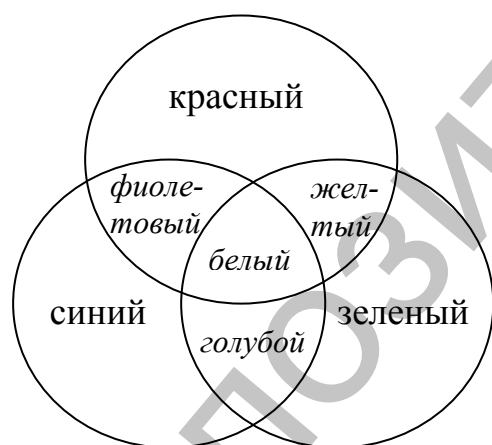 красный
фиоле-
товый
жел-
тый
белый
синий
зеленый
голубой